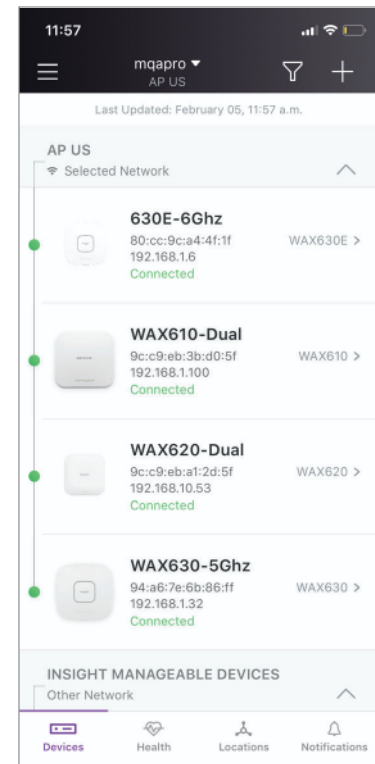 11:57
mqapro
AP US
Last Updated: February 05, 11:57 a.m.
AP US
Selected Network
630E-6Ghz
80:cc:9c:a4:4f:1f
WAX630E >
192.168.1.6
Connected
WAX610-Dual
9c:c9:eb:3b:d0:5f
WAX610 >
192.168.1.100
Connected
WAX620-Dual
9c:c9:eb:a1:2d:5f
WAX620 >
192.168.10.53
Connected
WAX630-5Ghz
94:a6:7e:6b:86:ff
WAX630 >
192.168.1.32
Connected
INSIGHT MANAGEABLE DEVICES
Other Network
Devices Health Locations Notifications